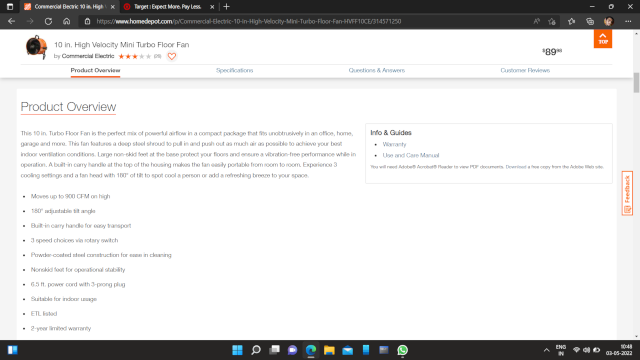 Commercial Electric 10 in. High V
Target : Expect More. Pay Less.
https://www.homedepot.com/p/Commercial-Electric-10-in-High-Velocity-Mini-Turbo-Floor-Fan-HVFF10CE/314571250
10 in. High Velocity Mini Turbo Floor Fan
by Commercial Electric
$89
TOP
Product Overview
Specifications
Questions & Answers
Customer Reviews
Product Overview
This 10 in. Turbo Floor Fan is the perfect mix of powerful airflow in a compact package that fits unobtrusively in an office, home,
garage and more. This fan features a deep steel shroud to pull in and push out as much air as possible to achieve your best
indoor ventilation conditions. Large non-skid feet at the base protect your floors and ensure a vibration-free performance while in
operation. A built-in carry handle at the top of the housing makes the fan easily portable from room to room. Experience 3
cooling settings and a fan head with 180° of tilt to spot cool a person or add a refreshing breeze to your space.
Moves up to 900 CFM on high
180° adjustable tilt angle
Built-in carry handle for easy transport
3 speed choices via rotary switch
Powder-coated steel construction for ease in cleaning
Nonskid feet for operational stability
6.5 ft. power cord with 3-prong plug
Suitable for indoor usage
ETL listed
2-year limited warranty
Info & Guides
Warranty
Use and Care Manual
You will need Adobe® Acrobat® Reader to view PDF documents. Download a free copy from the Adobe Web site.
Feedback
ENG
IN
10:48
03-05-2022